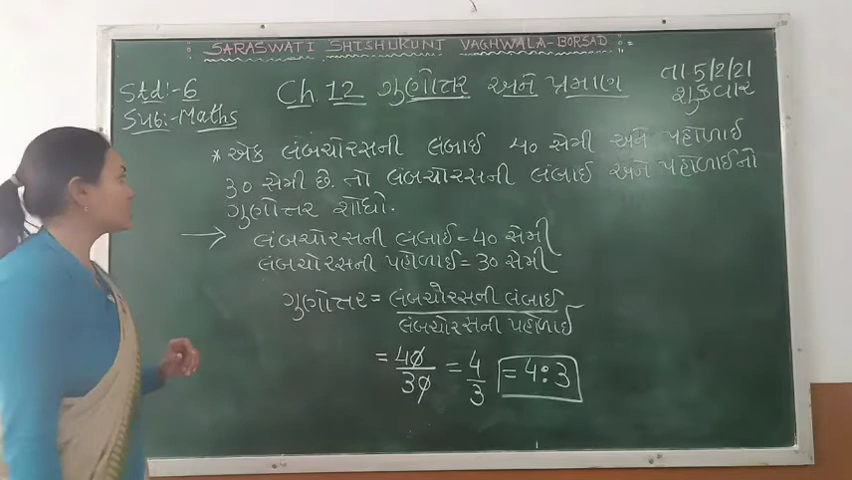 SARASWATI SHISHUKUNJ VAGHWALA-BORSAD
Std:-6
Sub:-Maths
Ch 12 ગુણોત્તર અને પ્રમાણ
તા 5/2/21
શુક્રવાર
* એક લંબચોરસની લંબાઈ 40 સેમી અને પહોળાઈ
30 સેમી છે. તો લંબચોરસની લંબાઈ અને પહોળાઈનો
ગુણોત્તર શોધો.
→ લંબચોરસની લંબાઈ = 40 સેમી
લંબચોરસની પહોળાઈ = 30 સેમી
ગુણોત્તર = લંબચોરસની લંબાઈ
લંબચોરસની પહોળાઈ
= 40/30 = 4/3 = 4:3